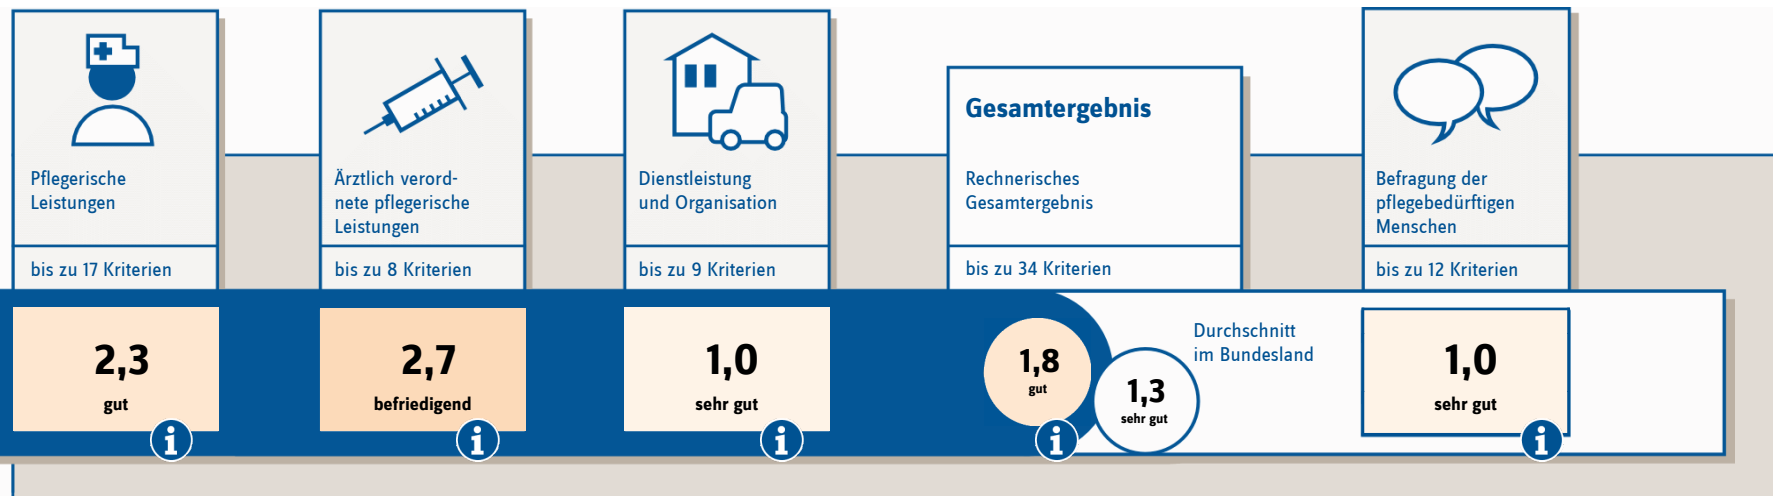 Pflegerische
Leistungen
bis zu 17 Kriterien
2,3
gut
i
Ärztlich verord-
nete pflegerische
Leistungen
bis zu 8 Kriterien
2,7
befriedigend
i
Dienstleistung
und Organisation
bis zu 9 Kriterien
1,0
sehr gut
i
Gesamtergebnis
Rechnerisches
Gesamtergebnis
bis zu 34 Kriterien
1,8
gut
i
Durchschnitt
im Bundesland
1,3
sehr gut
Befragung der
pflegebedürftigen
Menschen
bis zu 12 Kriterien
1,0
sehr gut
i